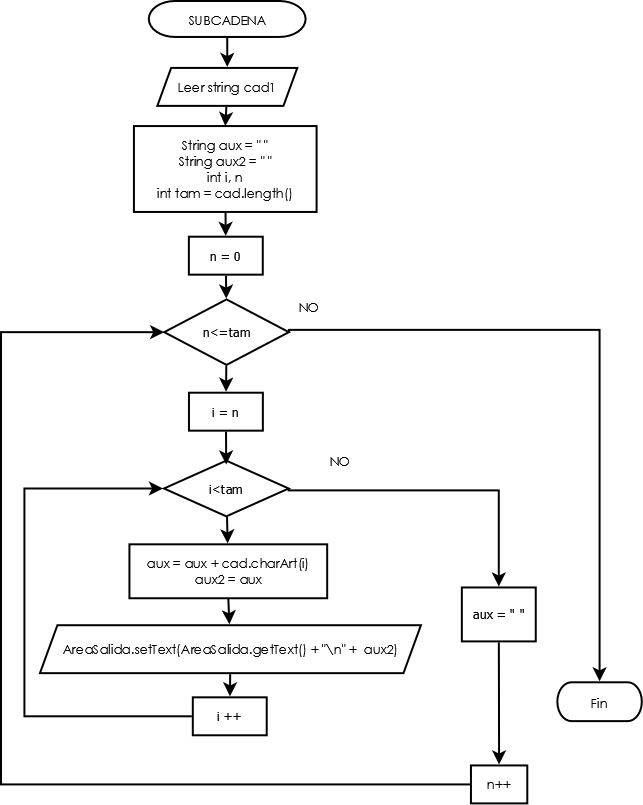 SUBCADENA
Leer string cad1
String aux = " "
String aux2 = " "
int i, n
int tam = cad.length()
n = 0
NO
n<=tam
i = n
NO
i<tam
aux = aux + cad.charArt(i)
aux2 = aux
aux = " "
AreaSalida.setText(AreaSalida.getText() +"\n" + aux2)
Fin
i ++
n++